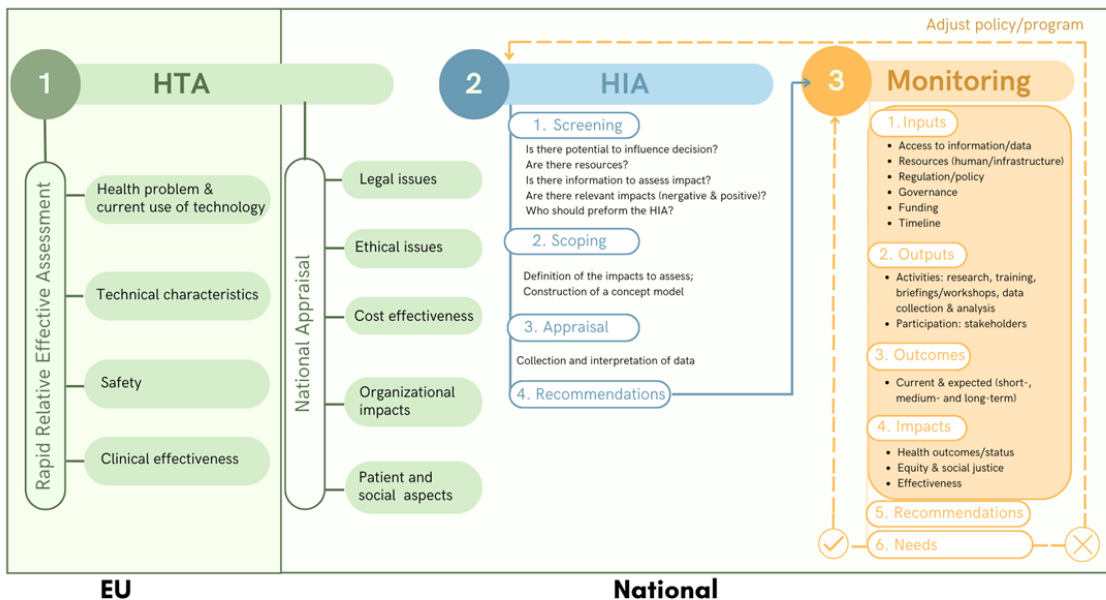 Adjust policy/program
1
HTA
Rapid Relative Effective Assessment
Health problem &
current use of technology
Technical characteristics
Safety
Clinical effectiveness
National Appraisal
Legal issues
Ethical issues
Cost effectiveness
Organizational
impacts
Patient and
social aspects
2
HIA
1. Screening
Is there potential to influence decision?
Are there resources?
Is there information to assess impact?
Are there relevant impacts (nergative & positive)?
Who should preform the HIA?
2. Scoping
Definition of the impacts to assess;
Construction of a concept model
3. Appraisal
Collection and interpretation of data
4. Recommendations
3
Monitoring
1. Inputs
• Access to information/data
• Resources (human/infrastructure)
• Regulation/policy
• Governance
• Funding
• Timeline
2. Outputs
• Activities: research, training,
briefings/workshops, data
collection & analysis
• Participation: stakeholders
3. Outcomes
• Current & expected (short-,
medium- and long-term)
4. Impacts
• Health outcomes/status
• Equity & social justice
• Effectiveness
5. Recommendations
6. Needs
EU
National